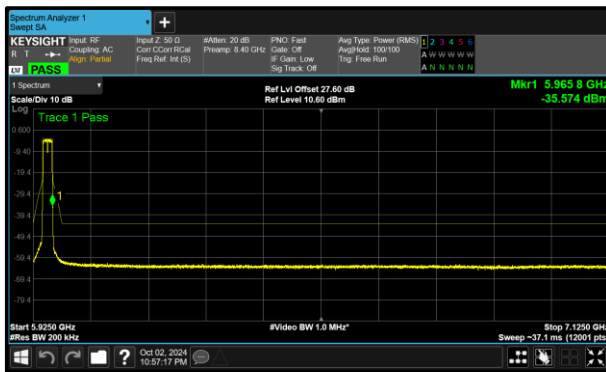 Spectrum Analyzer 1
Swept SA
KEYSIGHT
R T
LXI
PASS
Input: RF
Coupling: AC
Align: Partial
Input Z: 50 Ω
Corr CCorr RCal
Freq Ref: Int (S)
#Atten: 20 dB
Preamp: 8.40 GHz
PNO: Fast
Gate: Off
IF Gain: Low
Sig Track: Off
Avg Type: Power (RMS)
Avg|Hold: 100/100
Trig: Free Run
1 2 3 4 5 6
A W W W W W
A N N N N N
1 Spectrum
Scale/Div 10 dB
Ref Lvl Offset 27.60 dB
Ref Level 10.60 dBm
Mkr1 5.965 8 GHz
-35.574 dBm
Log
Trace 1 Pass
0.600
-9.40
-19.4
-29.4
-39.4
-49.4
-59.4
-69.4
-79.4
1
Start 5.9250 GHz
#Res BW 200 kHz
#Video BW 1.0 MHz*
Stop 7.1250 GHz
Sweep ~37.1 ms (12001 pts)
?
Oct 02, 2024
10:57:17 PM